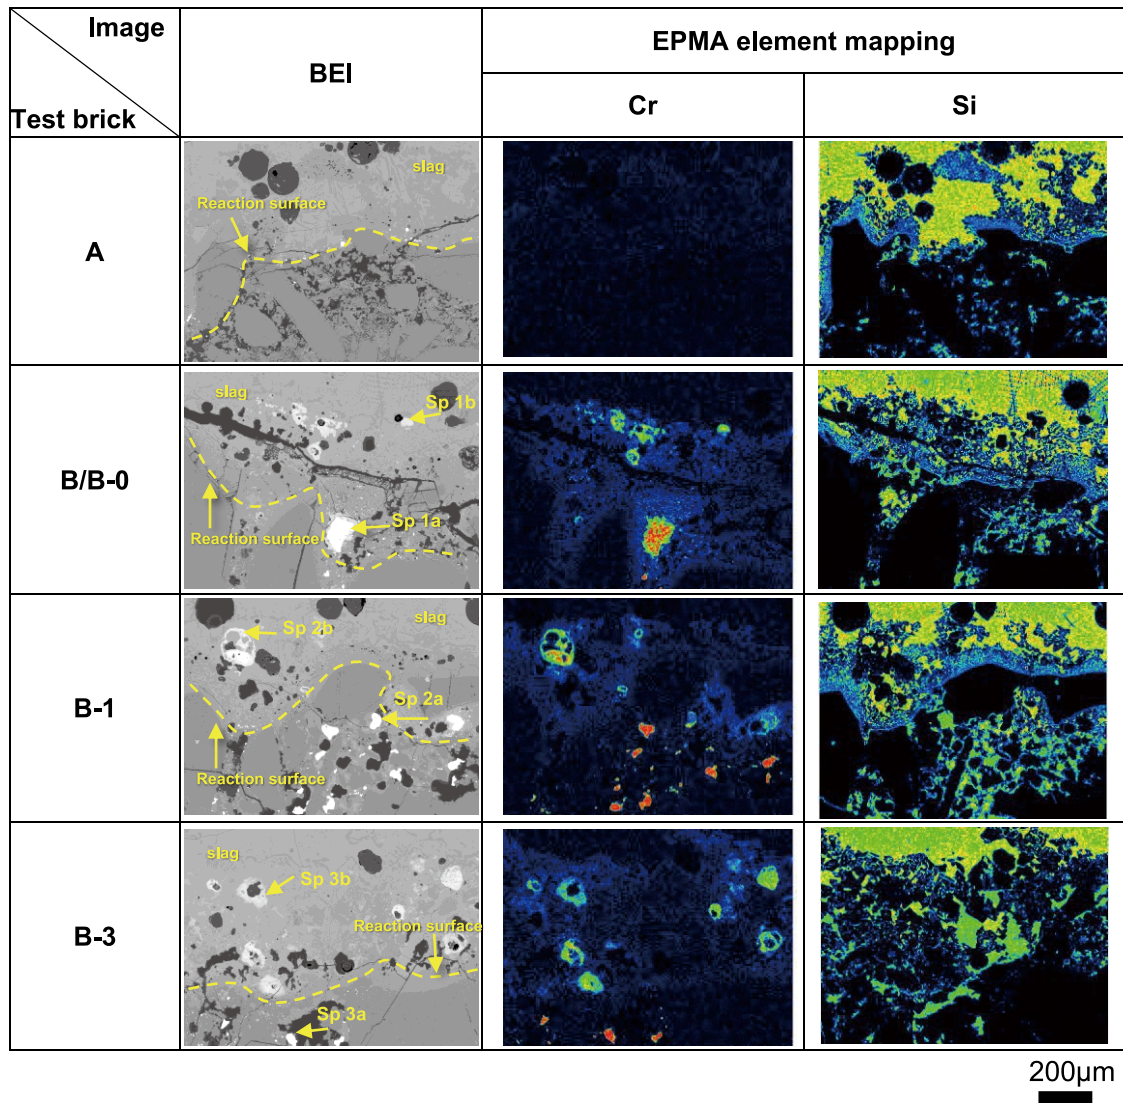 Image
Test brick
BEI
EPMA element mapping
Cr
Si
A
slag
Reaction surface
B/B-0
slag
Sp 1b
Sp 1a
Reaction surface
B-1
Sp 2b
slag
Sp 2a
Reaction surface
B-3
slag
Sp 3b
Reaction surface
Sp 3a
200μm